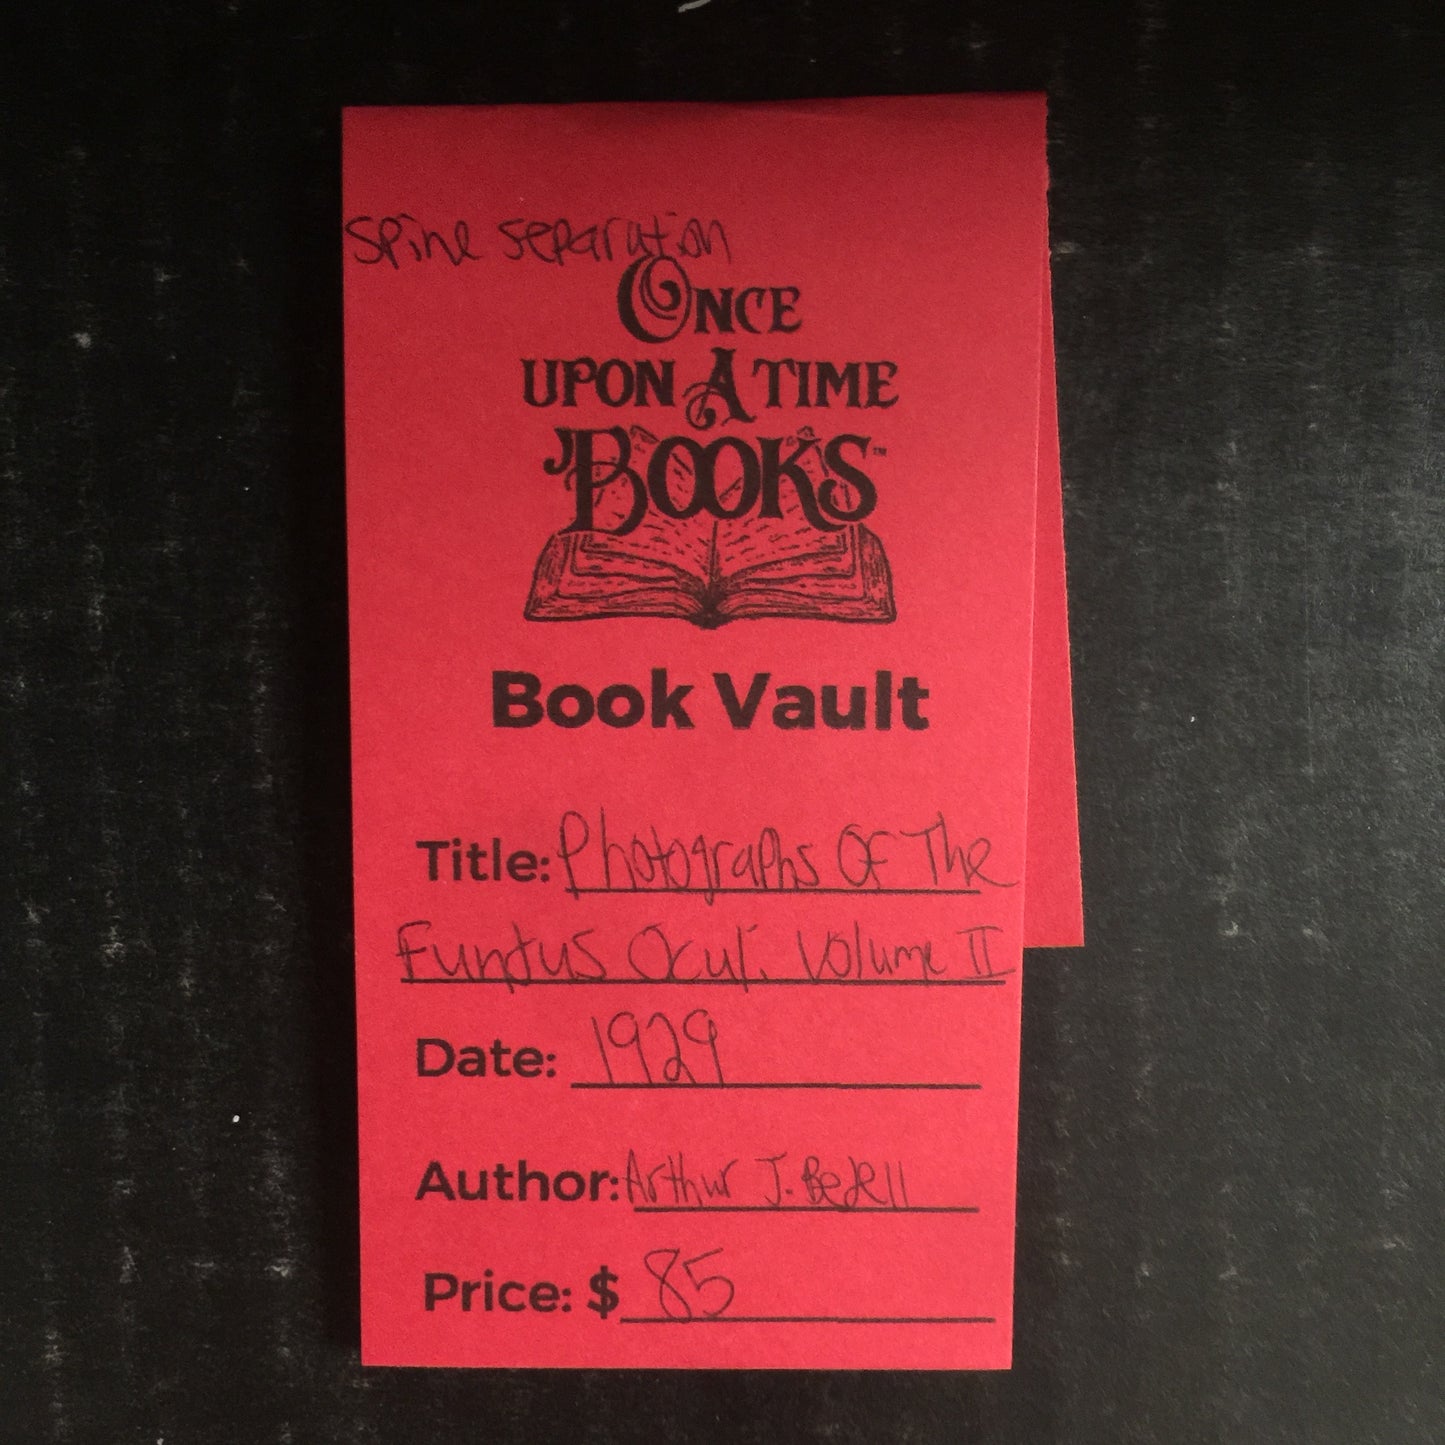 Spine separation
ONCE
UPON A TIME
BOOKS™
Book Vault
Title: Photographs Of The
Fundus Oculi Volume II
Date: 1929
Author: Arthur J. Bedell
Price: $ 85